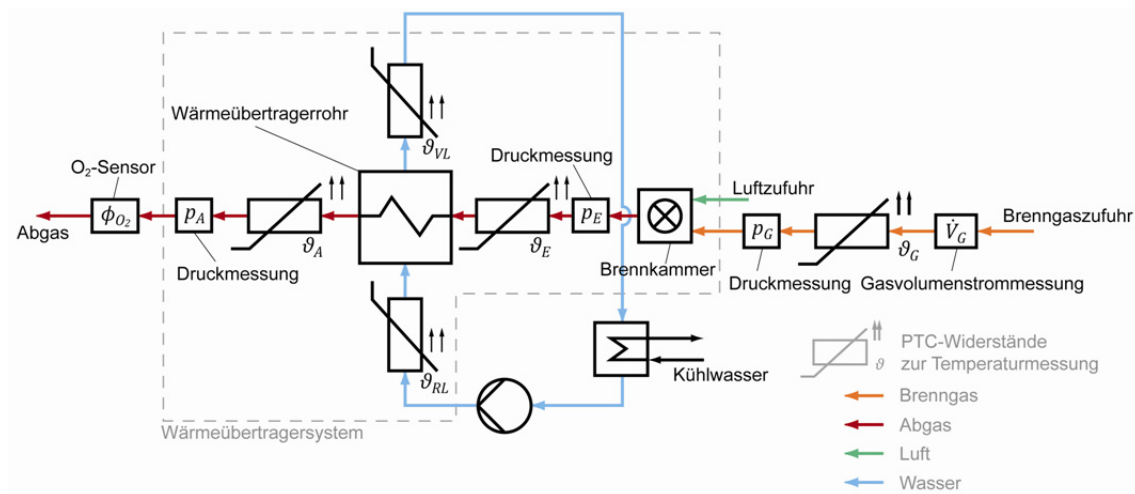 Wärmeübertragerrohr
ϑ_VL
Druckmessung
O₂-Sensor
Luftzufuhr
ϕ_O₂
p_A
p_E
Brenngaszufuhr
Abgas
ϑ_A
ϑ_E
p_G
ϑ_G
V̇_G
Druckmessung
Brennkammer
Druckmessung
Gasvolumenstrommessung
ϑ_RL
Kühlwasser
Wärmeübertragersystem
ϑ
PTC-Widerstände
zur Temperaturmessung
Brenngas
Abgas
Luft
Wasser